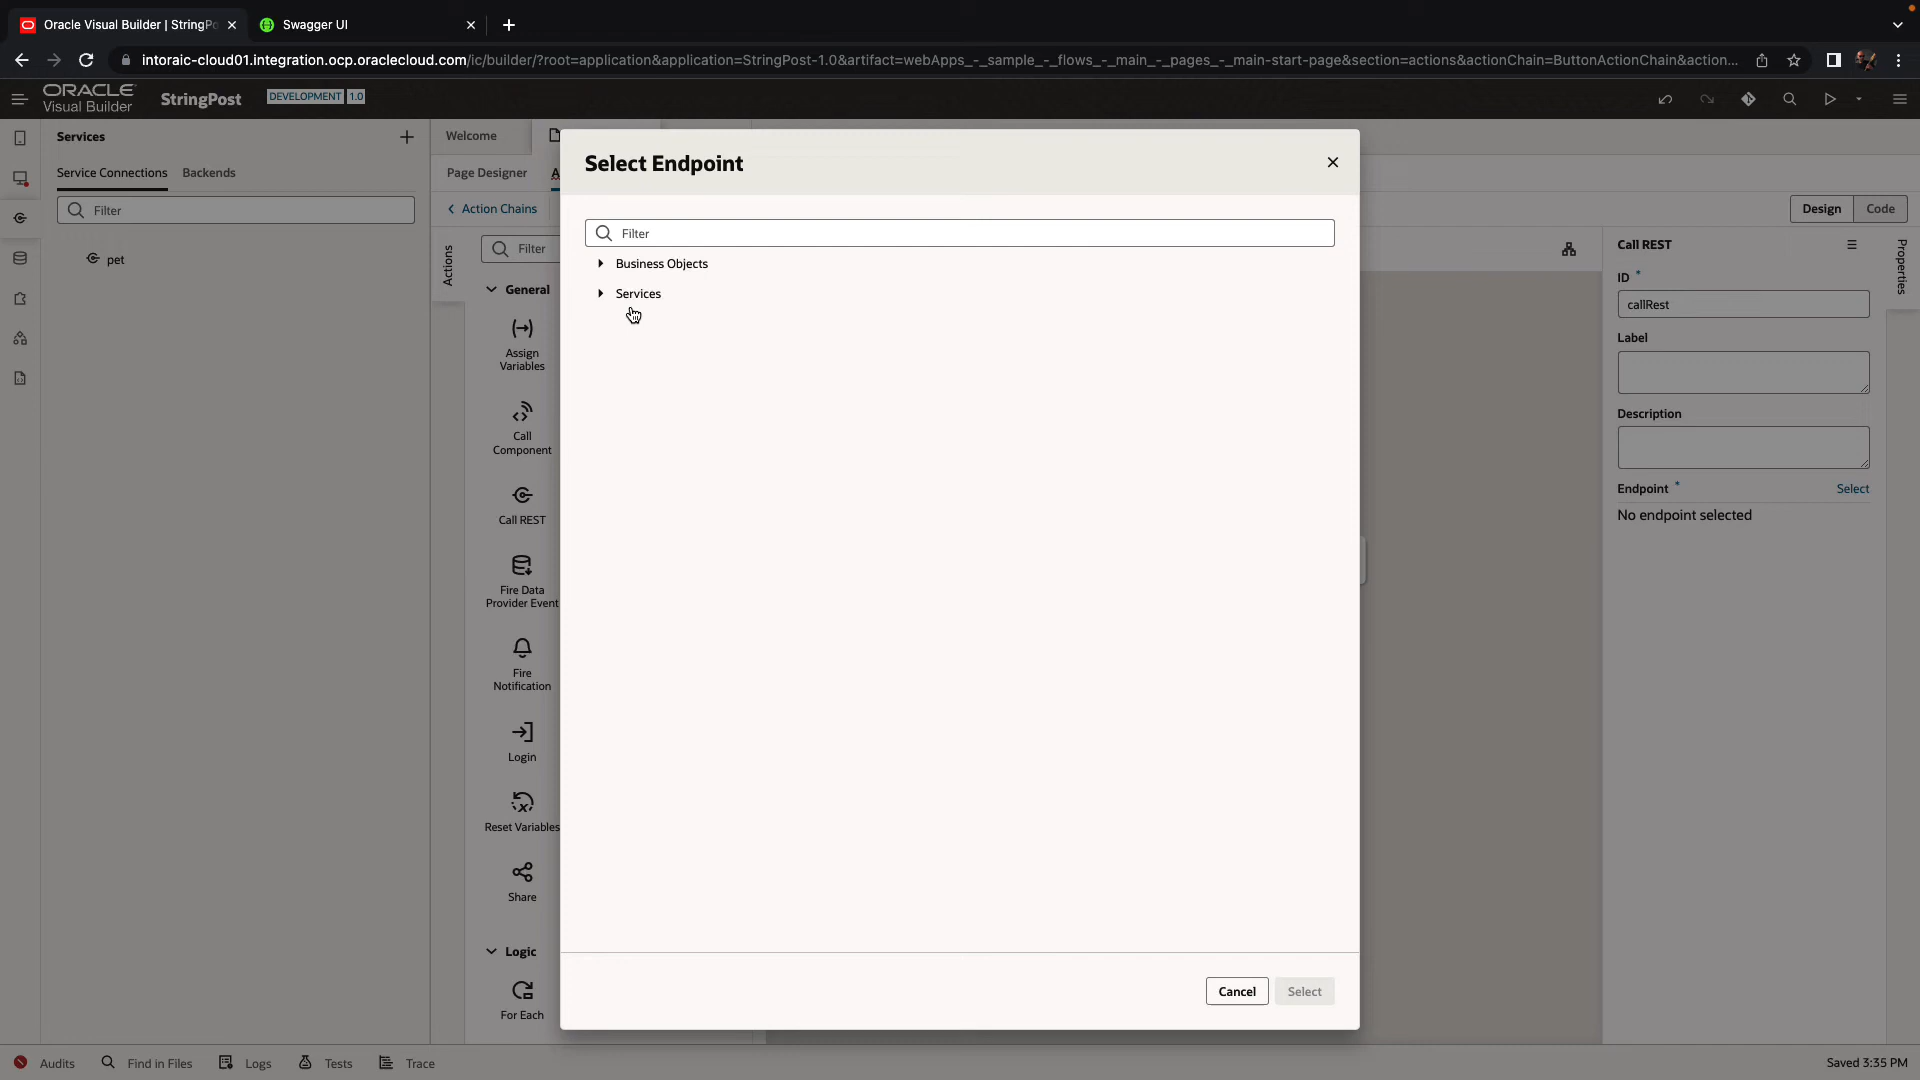 Oracle Visual Builder | StringPo
Swagger UI
intoraic-cloud01.integration.ocp.oraclecloud.com/ic/builder/?root=application&application=StringPost-1.0&artifact=webApps_-_sample_-_flows_-_main_-_pages_-_main-start-page&section=actions&actionChain=ButtonActionChain&action...
ORACLE
Visual Builder
StringPost
DEVELOPMENT 1.0
Services
Service Connections
Backends
Filter
pet
Welcome
Page Designer
A
Action Chains
Actions
Filter
General
Assign
Variables
Call
Component
Call REST
Fire Data
Provider Event
Fire
Notification
Login
Reset Variables
Share
Logic
For Each
Select Endpoint
Filter
Business Objects
Services
Cancel
Select
Design
Code
Call REST
Properties
ID *
callRest
Label
Description
Endpoint *
Select
No endpoint selected
Audits
Find in Files
Logs
Tests
Trace
Saved 3:35 PM